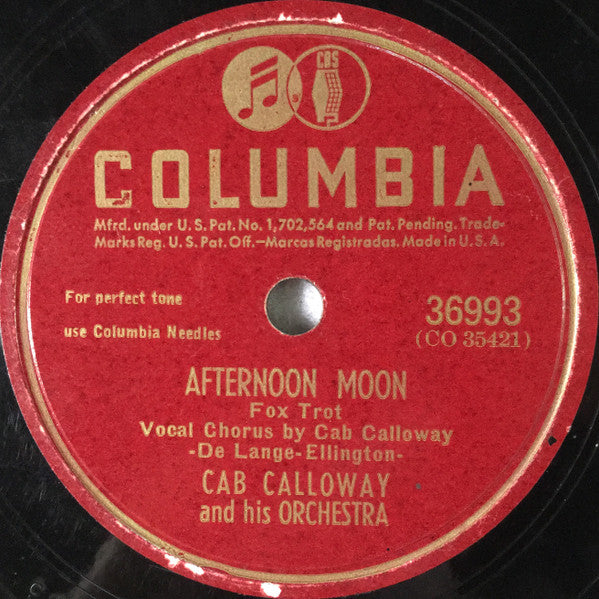 CBS
COLUMBIA
Mfrd. under U.S. Pat. No. 1,702,564 and Pat. Pending. Trade-
Marks Reg. U.S. Pat. Off.—Marcas Registradas. Made in U.S.A.
For perfect tone
use Columbia Needles
36993
(CO 35421)
AFTERNOON MOON
Fox Trot
Vocal Chorus by Cab Calloway
-De Lange-Ellington-
CAB CALLOWAY
and his ORCHESTRA